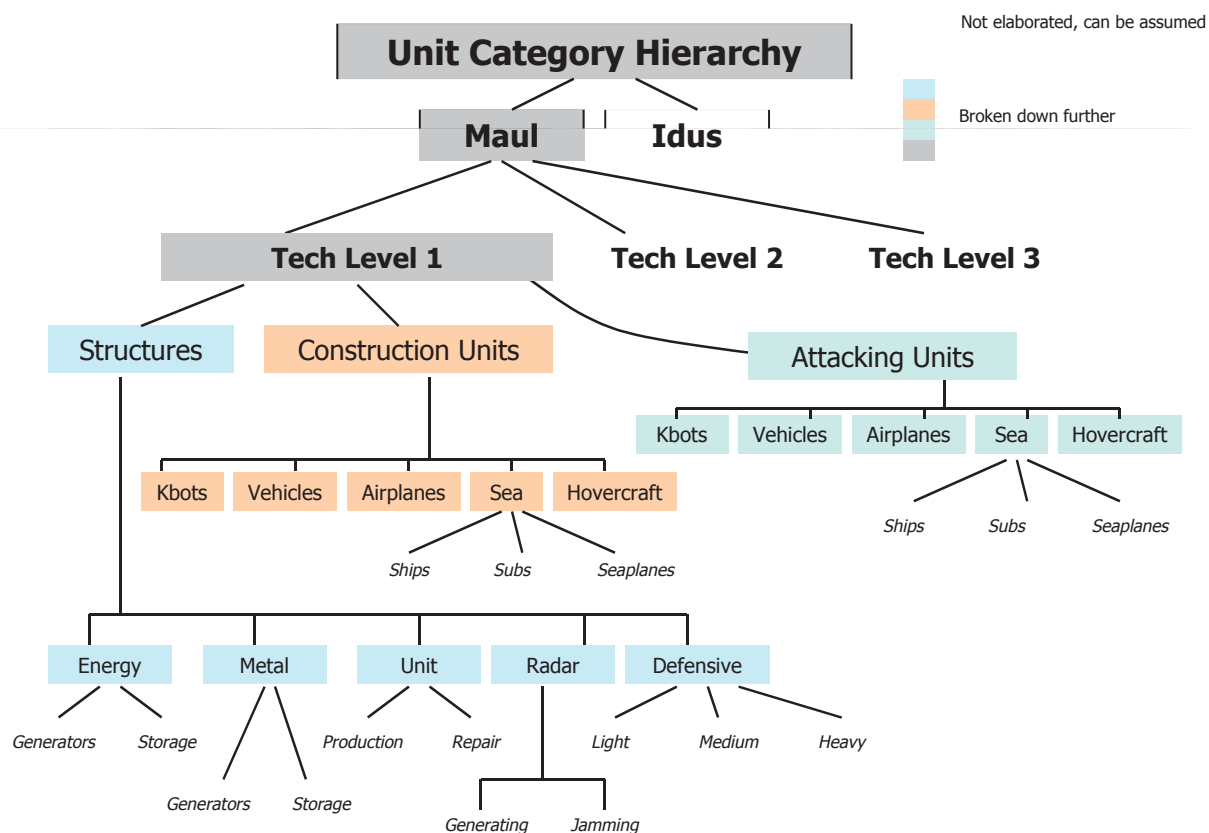 Not elaborated, can be assumed
Unit Category Hierarchy
Broken down further
Maul
Idus
Tech Level 1
Tech Level 2
Tech Level 3
Structures
Construction Units
Attacking Units
Kbots
Vehicles
Airplanes
Sea
Hovercraft
Kbots
Vehicles
Airplanes
Sea
Hovercraft
Ships
Subs
Seaplanes
Ships
Subs
Seaplanes
Energy
Metal
Unit
Radar
Defensive
Generators
Storage
Production
Repair
Light
Medium
Heavy
Generators
Storage
Generating
Jamming